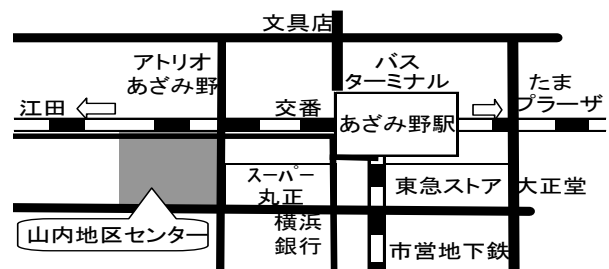 文具店
アトリオ
あざみ野
バス
ターミナル
たま
プラーザ
江田
交番
あざみ野駅
スーパー
丸正
東急ストア
大正堂
横浜
銀行
山内地区センター
市営地下鉄